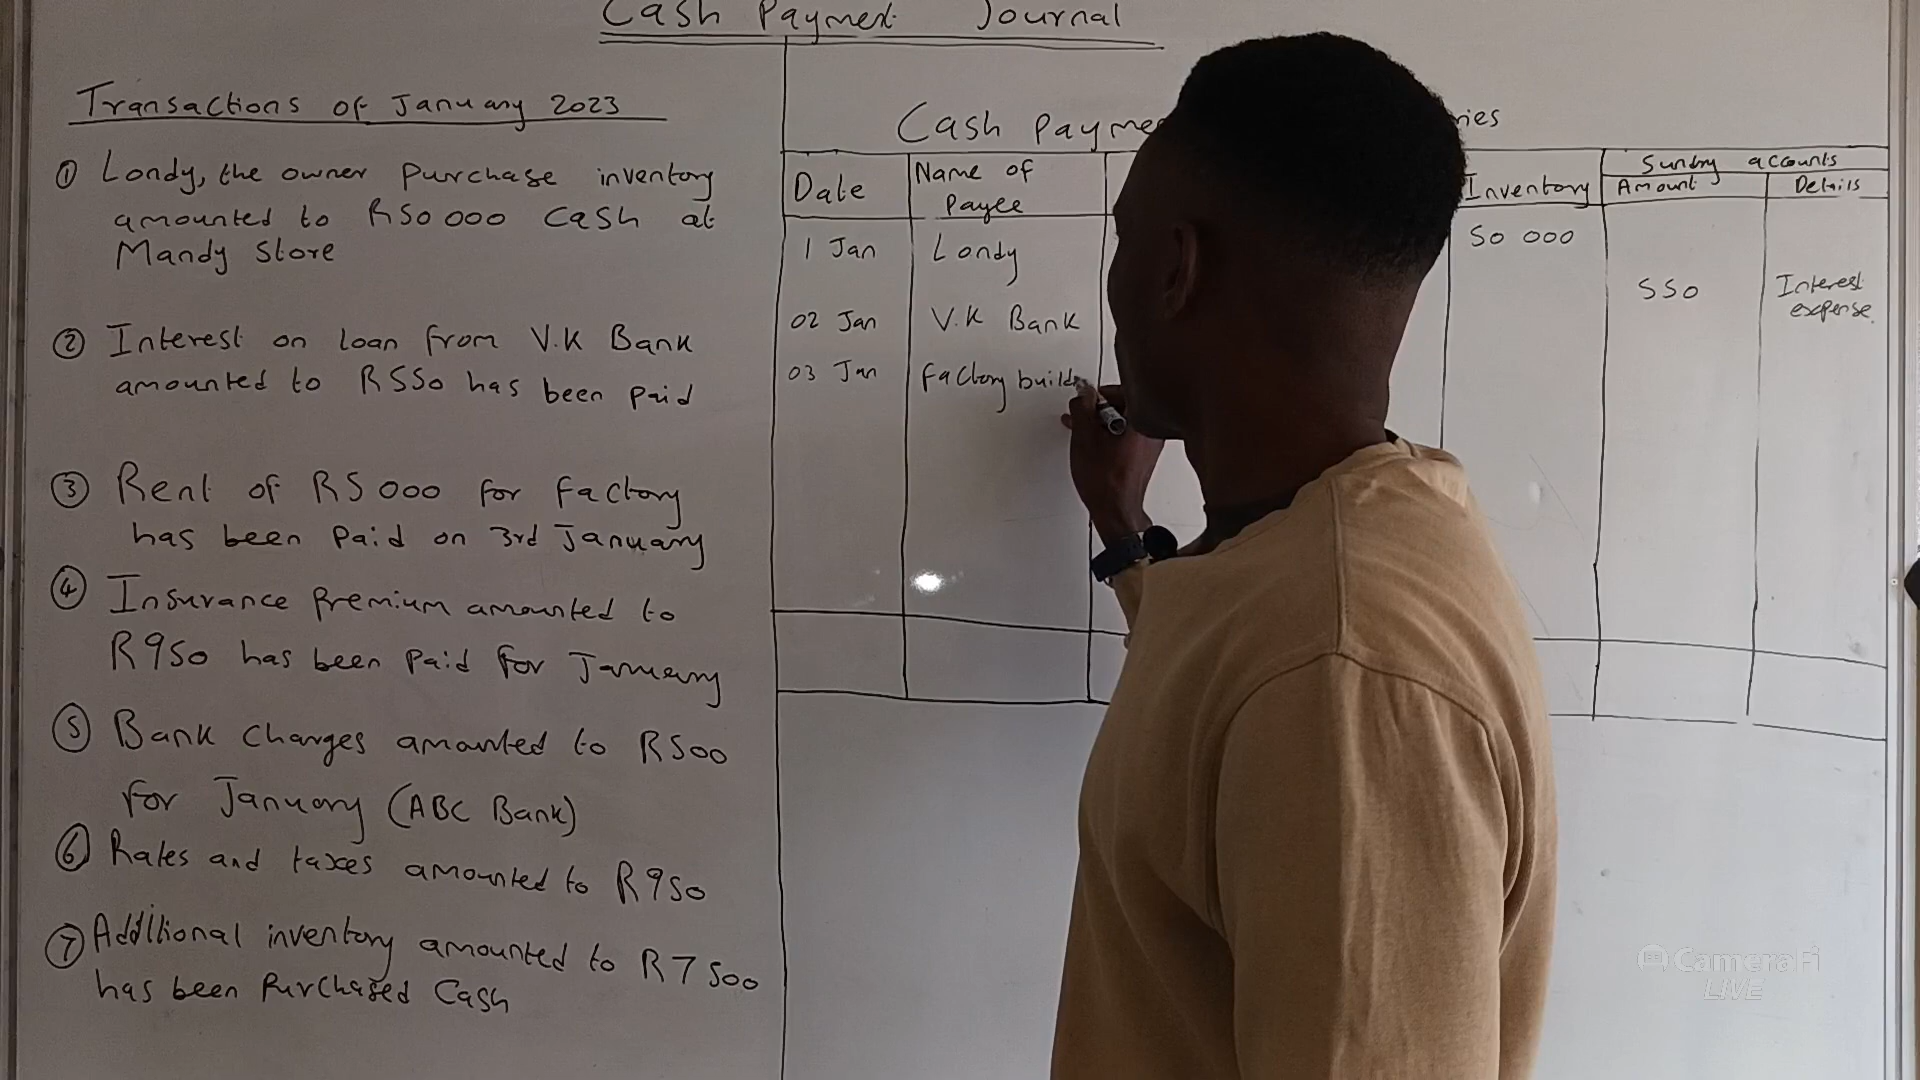 Cash Payment Journal
Transactions of January 2023
① Londy, the owner purchase inventory
amounted to R50 000 cash at
Mandy Store
② Interest on loan from V.K Bank
amounted to R550 has been paid
③ Rent of R5 000 for factory
has been paid on 3rd January
④ Insurance premium amounted to
R950 has been paid for January
⑤ Bank charges amounted to R500
for January (ABC Bank)
⑥ Rates and taxes amounted to R950
⑦ Additional inventory amounted to R7 500
has been purchased cash
Cash payme ries
Date
Name of
Payee
Inventory
Sundry accounts
Amount
Details
1 Jan
Londy
50 000
02 Jan
V.K Bank
550
Interest
expense.
03 Jan
Factory build
CameraFi
LIVE